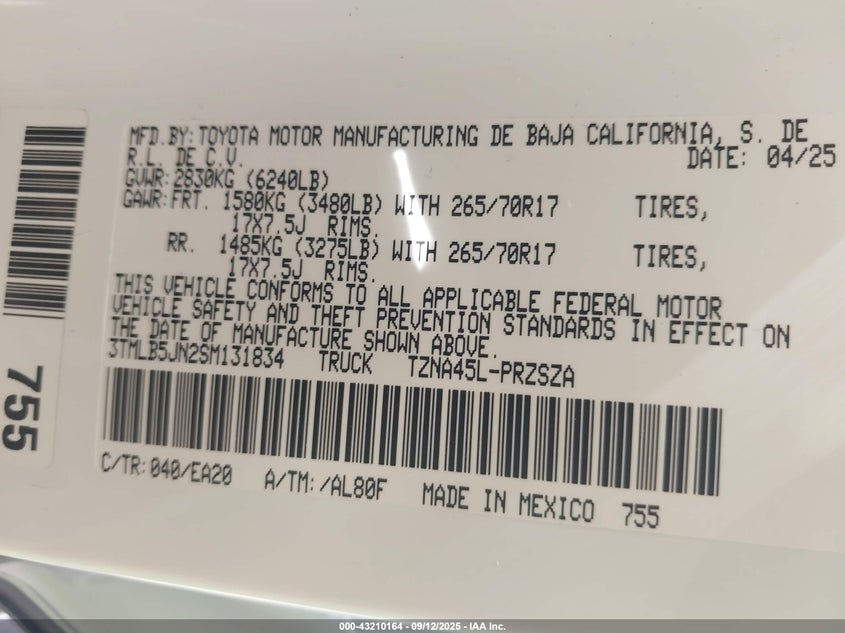 MFD.BY:TOYOTA MOTOR MANUFACTURING DE BAJA CALIFORNIA, S. DE
R.L. DE C.V. DATE: 04/25
GVWR:2830KG (6240LB)
GAWR:FRT. 1580KG (3480LB) WITH 265/70R17 TIRES,
17X7.5J RIMS.
RR. 1485KG (3275LB) WITH 265/70R17 TIRES,
17X7.5J RIMS.
THIS VEHICLE CONFORMS TO ALL APPLICABLE FEDERAL MOTOR
VEHICLE SAFETY AND THEFT PREVENTION STANDARDS IN EFFECT ON
THE DATE OF MANUFACTURE SHOWN ABOVE.
3TMLB5JN2SM131834 TRUCK TZNA45L-PRZSZA
C/TR:040/EA20 A/TM:/AL80F MADE IN MEXICO 755
755
000-43210164 - 09/12/2025 - IAA Inc.